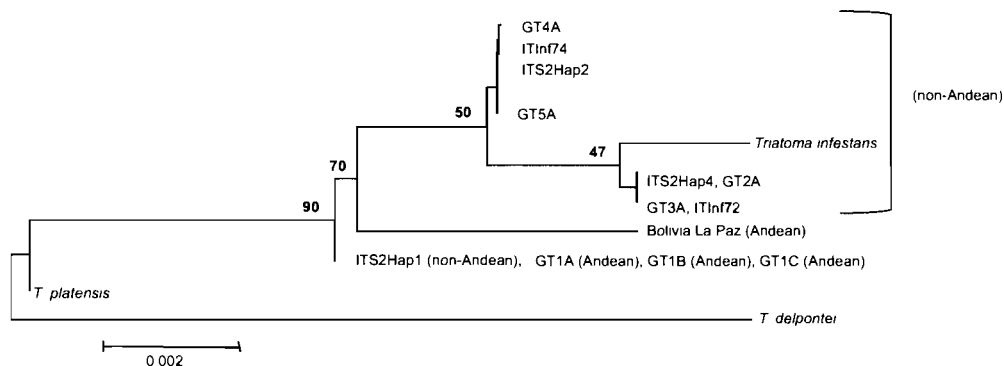 GT4A
ITInf74
ITS2Hap2
(non-Andean)
50
GT5A
47
Triatoma infestans
70
ITS2Hap4, GT2A
GT3A, ITInf72
90
Bolivia La Paz (Andean)
ITS2Hap1 (non-Andean), GT1A (Andean), GT1B (Andean), GT1C (Andean)
T platensis
T delpontei
0 002